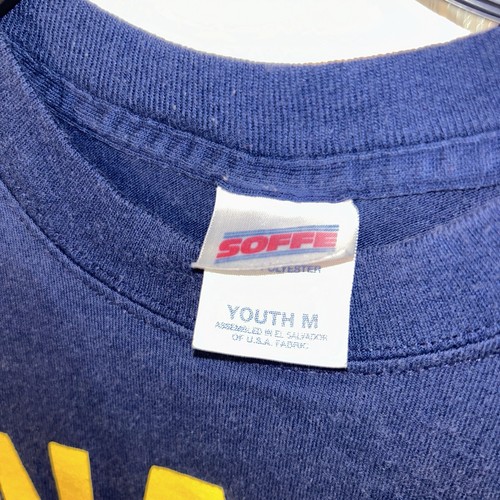 SOFFE
YOUTH M
ASSEMBLED IN EL SALVADOR
OF U.S.A. FABRIC